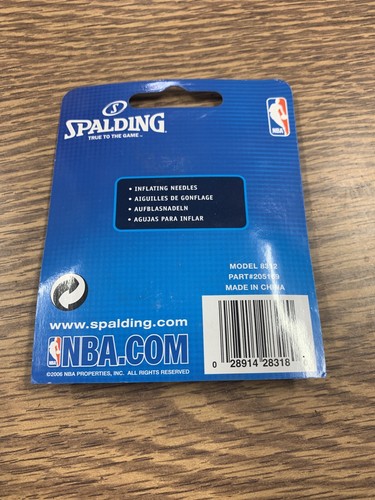 SPALDING
TRUE TO THE GAME
NBA
• INFLATING NEEDLES
• AIGUILLES DE GONFLAGE
• AUFBLASNADELN
• AGUJAS PARA INFLAR
MADE IN CHINA
www.spalding.com
NBA.COM
©2006 NBA PROPERTIES, INC. ALL RIGHTS RESERVED
0 28914 28318